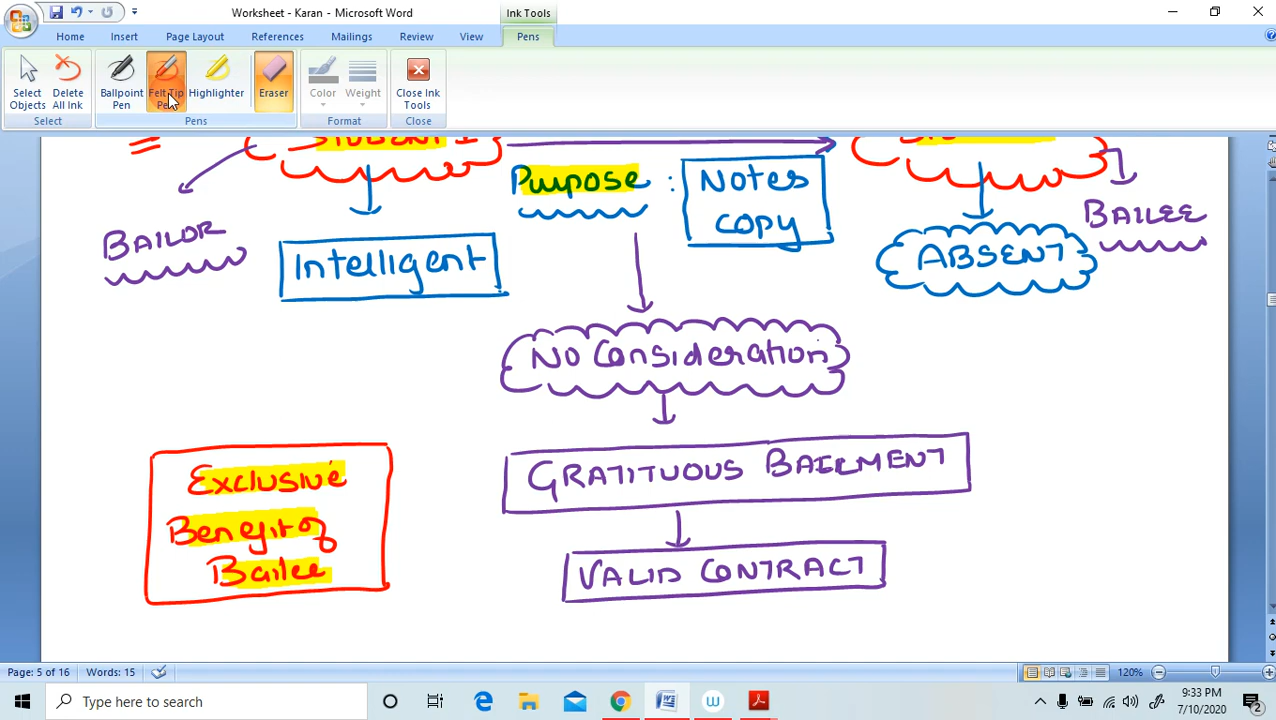 Worksheet - Karan - Microsoft Word
Ink Tools
Home Insert Page Layout References Mailings Review View Pens
Select Objects
Delete All Ink
Ballpoint Pen
Felt Tip Pen
Highlighter
Eraser
Color
Weight
Close Ink Tools
Select Pens Format Close
STUDENT 1
Purpose : Notes copy
BAILOR
BAILEE
Intelligent
ABSENT
No Consideration
GRATITUOUS BAILMENT
Exclusive
Benefit of
Bailee
VALID CONTRACT
Page: 5 of 16 Words: 15 120%
Type here to search
9:33 PM
7/10/2020
2